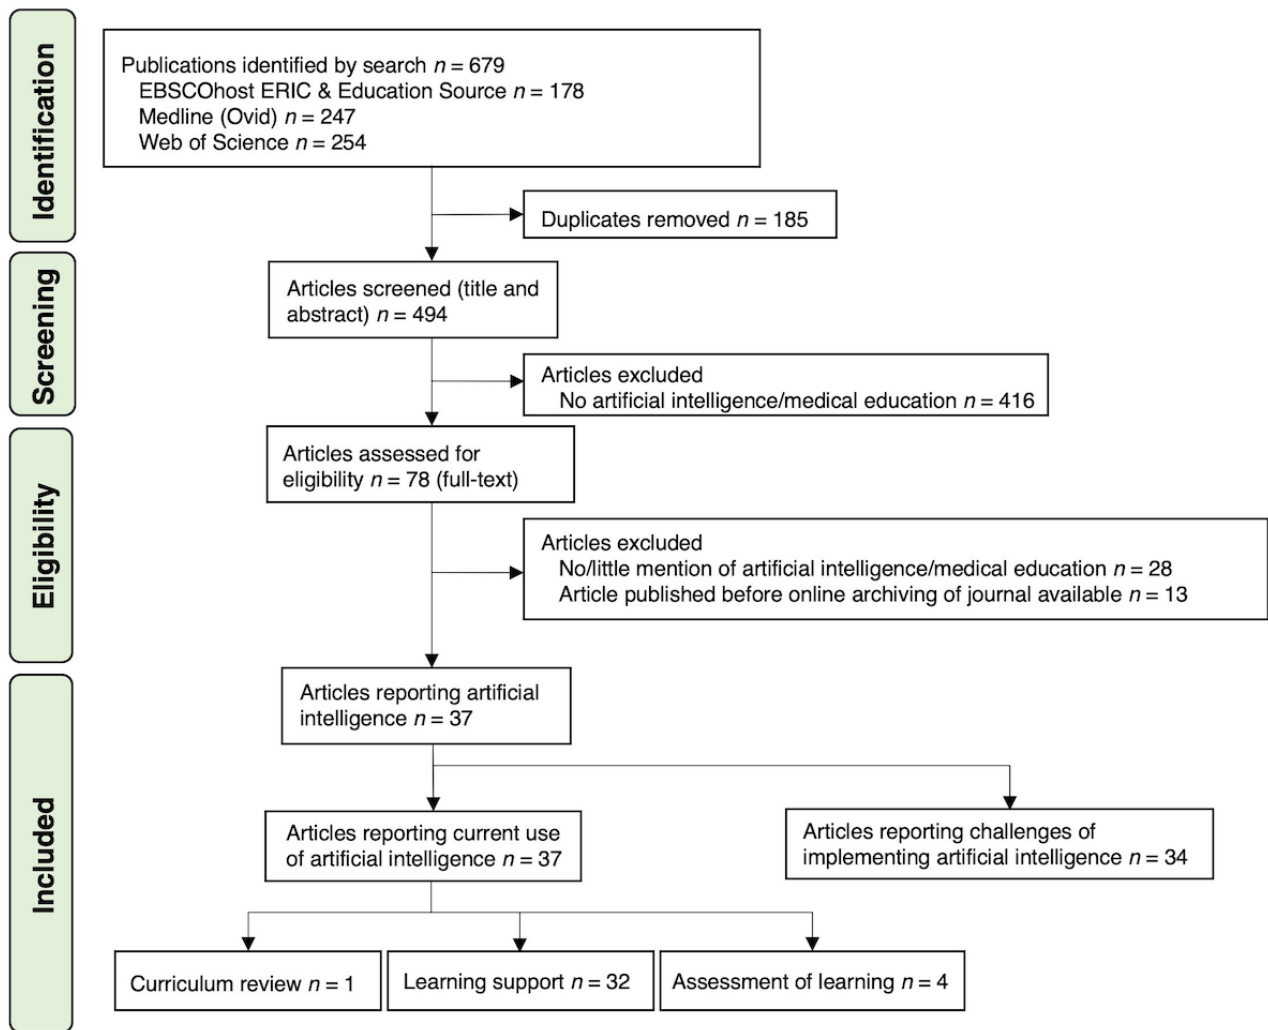 Identification
Publications identified by search n = 679
EBSCOhost ERIC & Education Source n = 178
Medline (Ovid) n = 247
Web of Science n = 254
Duplicates removed n = 185
Screening
Articles screened (title and
abstract) n = 494
Articles excluded
No artificial intelligence/medical education n = 416
Eligibility
Articles assessed for
eligibility n = 78 (full-text)
Articles excluded
No/little mention of artificial intelligence/medical education n = 28
Article published before online archiving of journal available n = 13
Included
Articles reporting artificial
intelligence n = 37
Articles reporting current use
of artificial intelligence n = 37
Articles reporting challenges of
implementing artificial intelligence n = 34
Curriculum review n = 1
Learning support n = 32
Assessment of learning n = 4